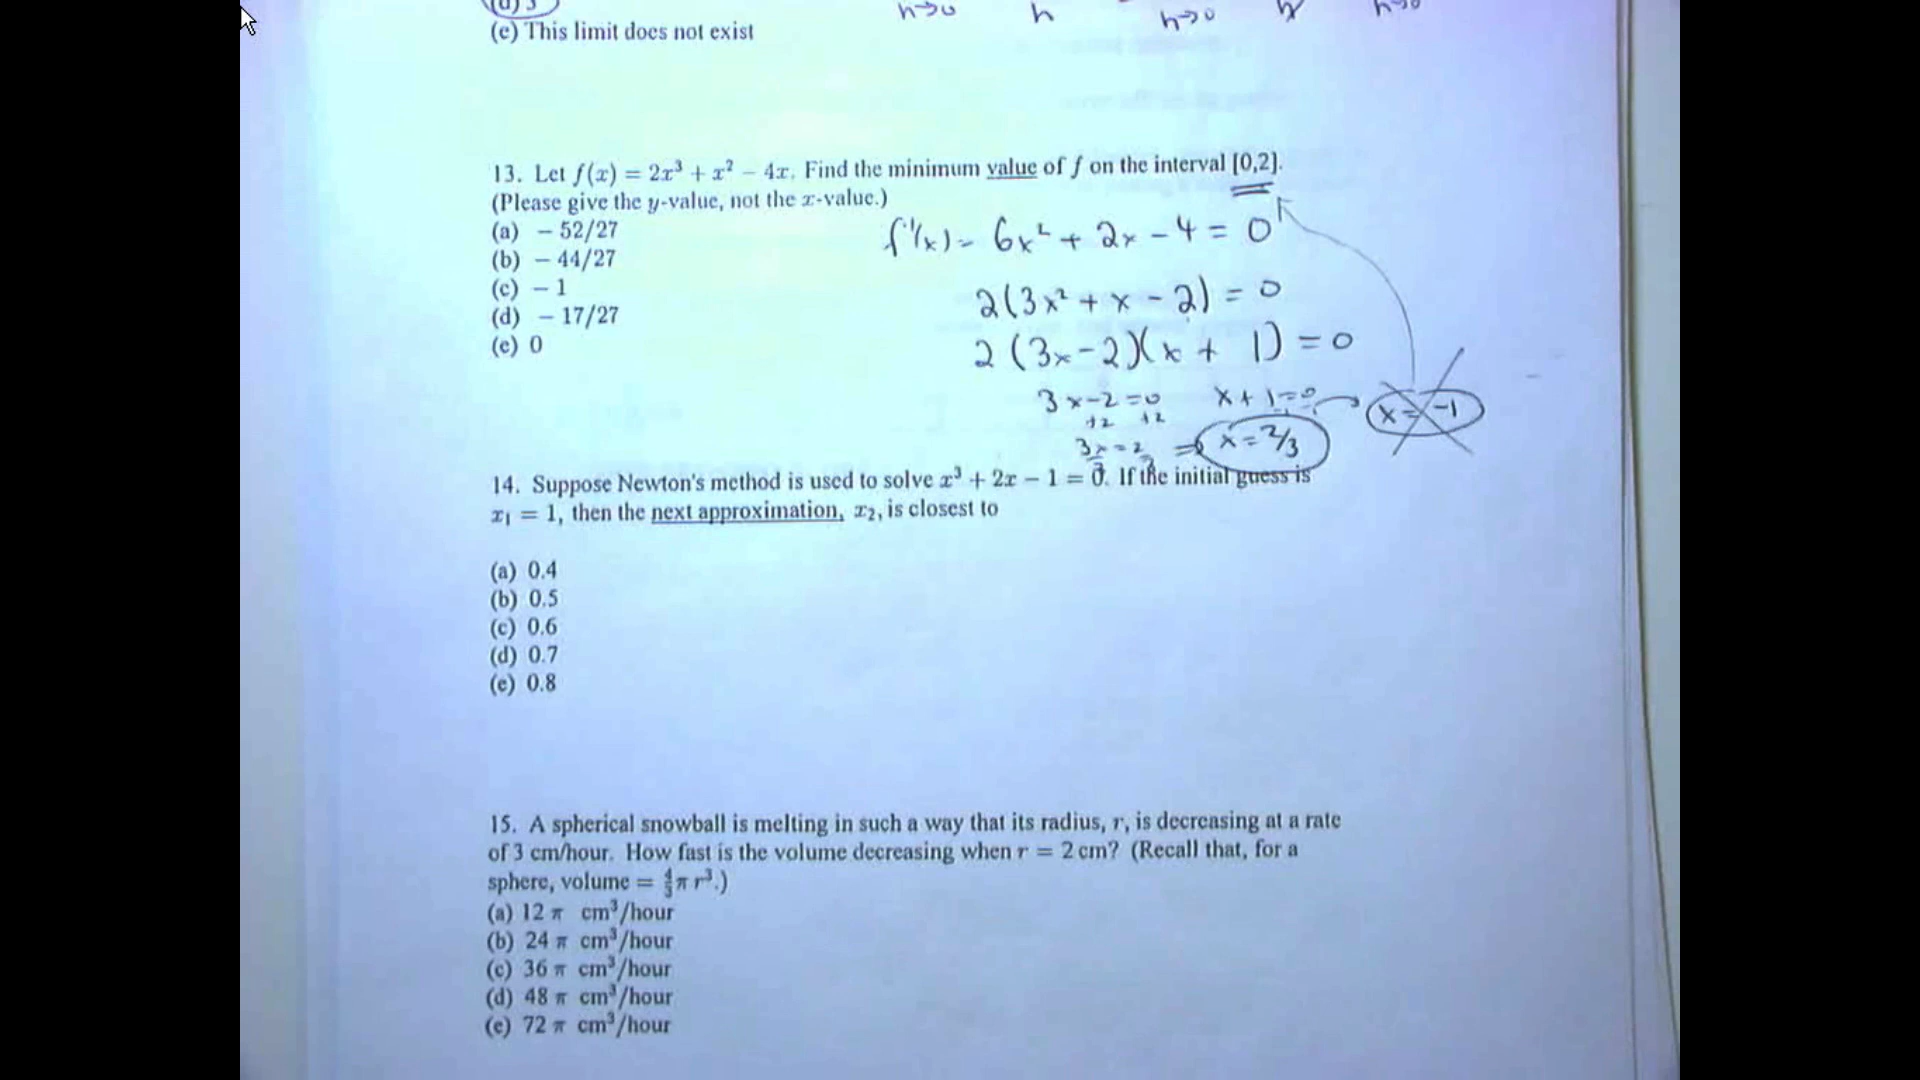 (d) 3
h→0 h h→0 h h→0
(e) This limit does not exist
13. Let f(x) = 2x³ + x² − 4x. Find the minimum value of f on the interval [0,2].
(Please give the y-value, not the x-value.)
(a) − 52/27
(b) − 44/27
(c) − 1
(d) − 17/27
(e) 0
f'(x) = 6x² + 2x − 4 = 0
2(3x² + x − 2) = 0
2(3x−2)(x + 1) = 0
3x−2=0 x+1=0 x=−1
+2 +2
3x=2 ⇒ x=2/3
3 3
14. Suppose Newton's method is used to solve x³ + 2x − 1 = 0. If the initial guess is
x₁ = 1, then the next approximation, x₂, is closest to
(a) 0.4
(b) 0.5
(c) 0.6
(d) 0.7
(e) 0.8
15. A spherical snowball is melting in such a way that its radius, r, is decreasing at a rate
of 3 cm/hour. How fast is the volume decreasing when r = 2 cm? (Recall that, for a
sphere, volume = 4/3 π r³.)
(a) 12 π cm³/hour
(b) 24 π cm³/hour
(c) 36 π cm³/hour
(d) 48 π cm³/hour
(e) 72 π cm³/hour